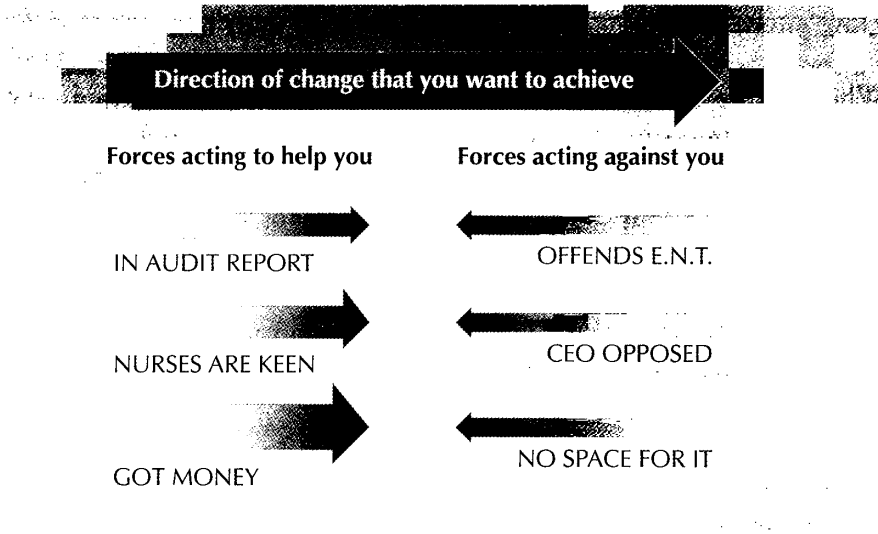 Direction of change that you want to achieve
Forces acting to help you
Forces acting against you
IN AUDIT REPORT
OFFENDS E.N.T.
NURSES ARE KEEN
CEO OPPOSED
GOT MONEY
NO SPACE FOR IT